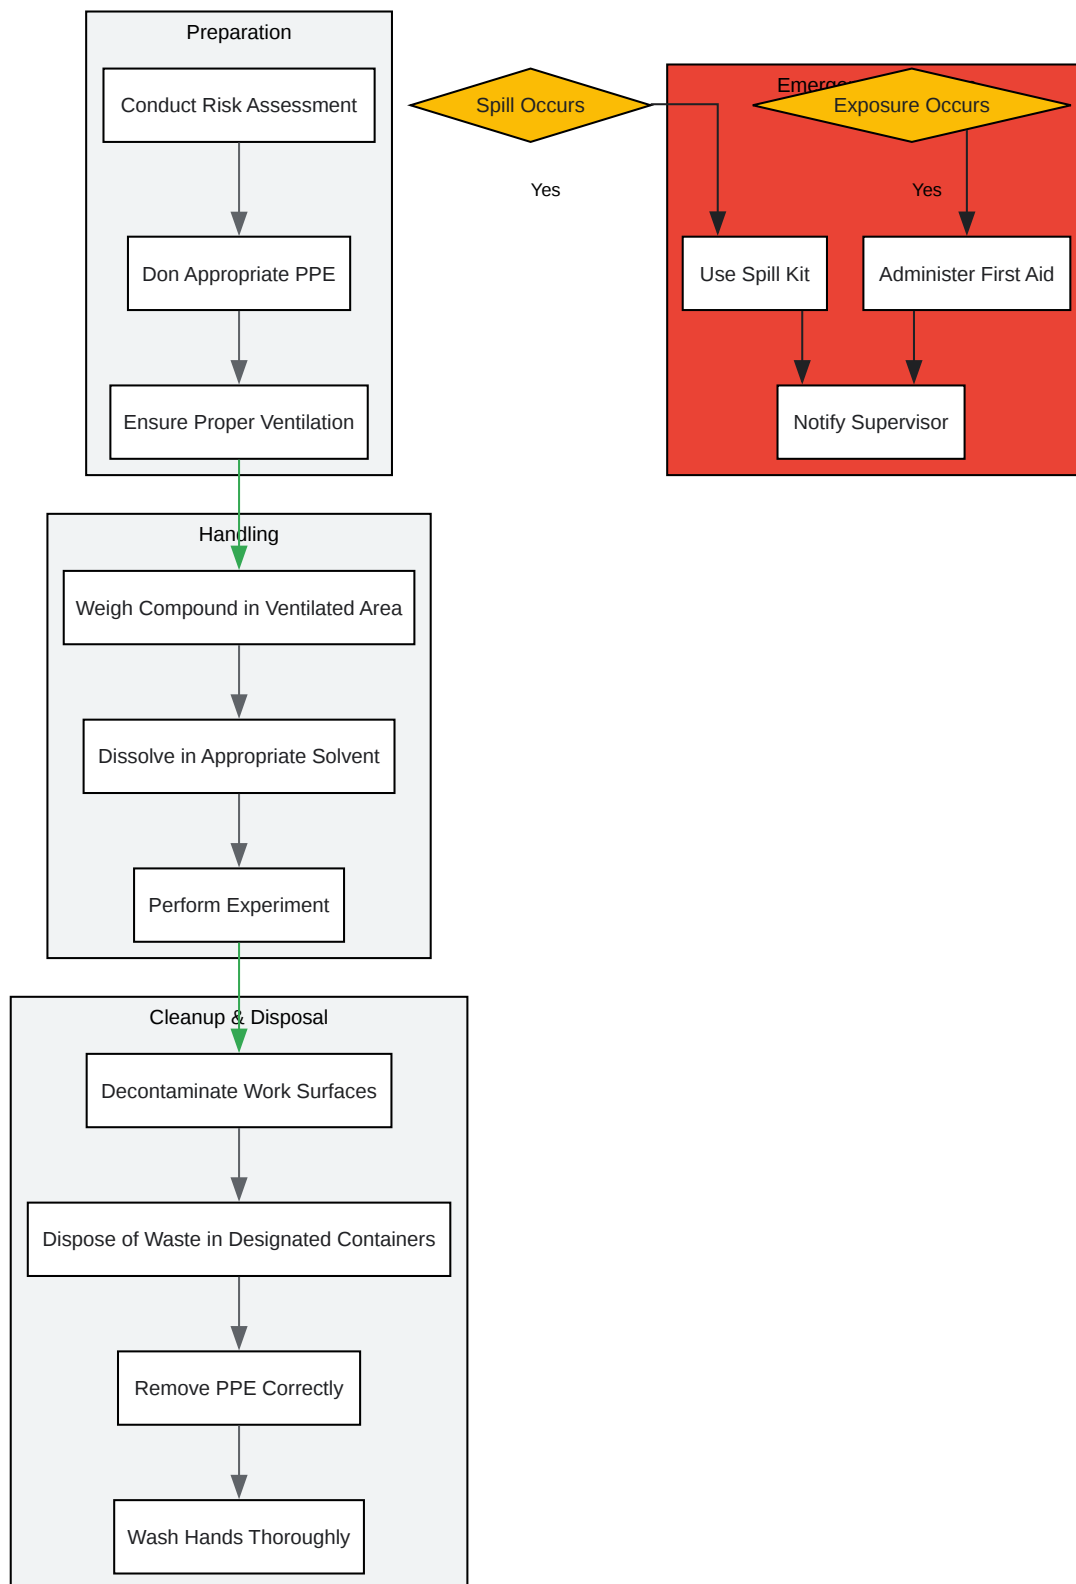 Preparation
Conduct Risk Assessment
Don Appropriate PPE
Ensure Proper Ventilation
Handling
Weigh Compound in Ventilated Area
Dissolve in Appropriate Solvent
Perform Experiment
Cleanup & Disposal
Decontaminate Work Surfaces
Dispose of Waste in Designated Containers
Remove PPE Correctly
Wash Hands Thoroughly
Spill Occurs
Yes
Exposure Occurs
Yes
Use Spill Kit
Administer First Aid
Notify Supervisor